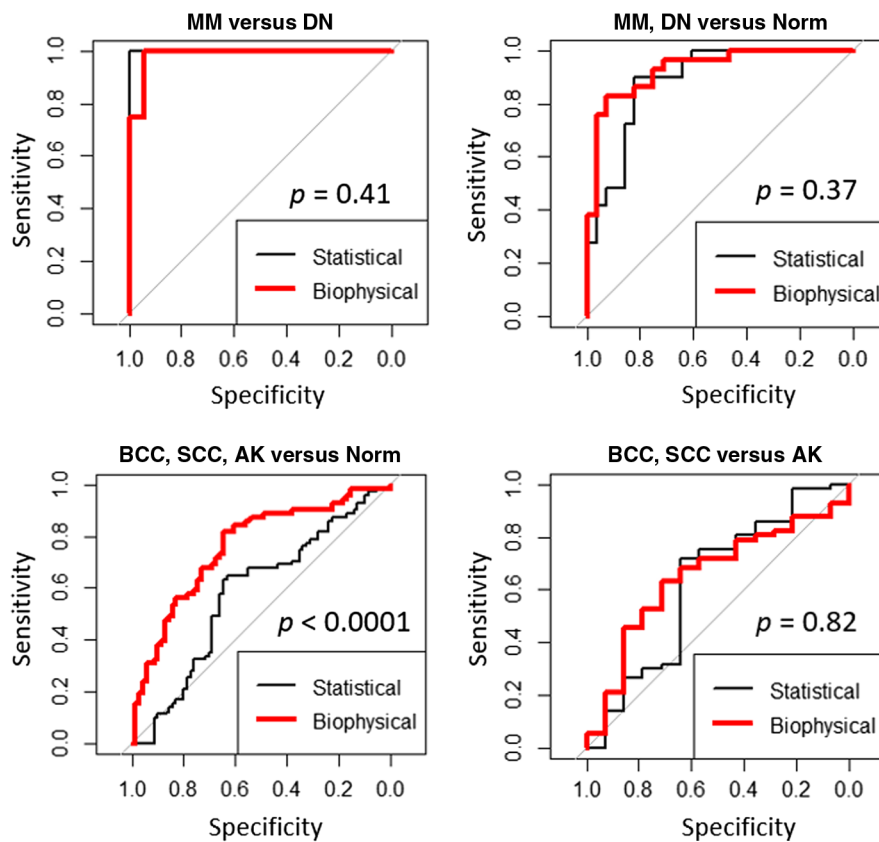 MM versus DN
Sensitivity
1.0
0.8
0.6
0.4
0.2
0.0
p = 0.41
Statistical
Biophysical
1.0 0.8 0.6 0.4 0.2 0.0
Specificity
MM, DN versus Norm
Sensitivity
1.0
0.8
0.6
0.4
0.2
0.0
p = 0.37
Statistical
Biophysical
1.0 0.8 0.6 0.4 0.2 0.0
Specificity
BCC, SCC, AK versus Norm
Sensitivity
1.0
0.8
0.6
0.4
0.2
0.0
p < 0.0001
Statistical
Biophysical
1.0 0.8 0.6 0.4 0.2 0.0
Specificity
BCC, SCC versus AK
Sensitivity
1.0
0.8
0.6
0.4
0.2
0.0
p = 0.82
Statistical
Biophysical
1.0 0.8 0.6 0.4 0.2 0.0
Specificity